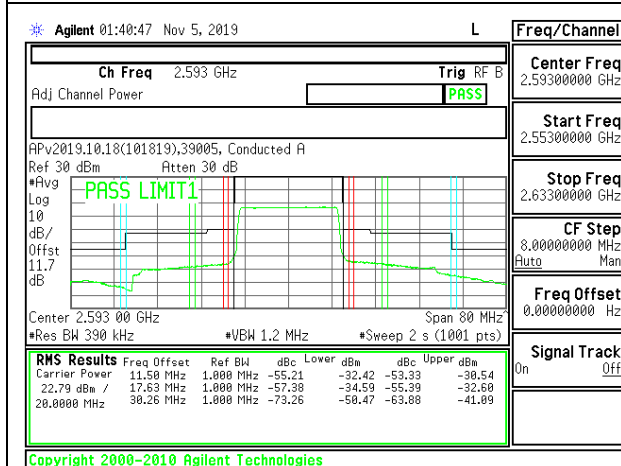 Agilent 01:40:47 Nov 5, 2019 L Freq/Channel
Ch Freq 2.593 GHz Trig RF B
Adj Channel Power PASS
Center Freq
2.59300000 GHz
Start Freq
2.55300000 GHz
APv2019.10.18(101819),39005, Conducted A
Ref 30 dBm Atten 30 dB
#Avg
Log
10
dB/
Offst
11.7
dB
PASS LIMIT1
Stop Freq
2.63300000 GHz
CF Step
8.00000000 MHz
Auto Man
Freq Offset
0.00000000 Hz
Center 2.593 00 GHz Span 80 MHz
#Res BW 390 kHz #VBW 1.2 MHz #Sweep 2 s (1001 pts)
Signal Track
On Off
RMS Results Freq Offset Ref BW dBc Lower dBm dBc Upper dBm
Carrier Power 11.50 MHz 1.000 MHz -55.21 -32.42 -53.33 -30.54
22.79 dBm / 17.63 MHz 1.000 MHz -57.38 -34.59 -55.39 -32.60
20.0000 MHz 30.26 MHz 1.000 MHz -73.26 -50.47 -63.88 -41.09
Copyright 2000-2010 Agilent Technologies